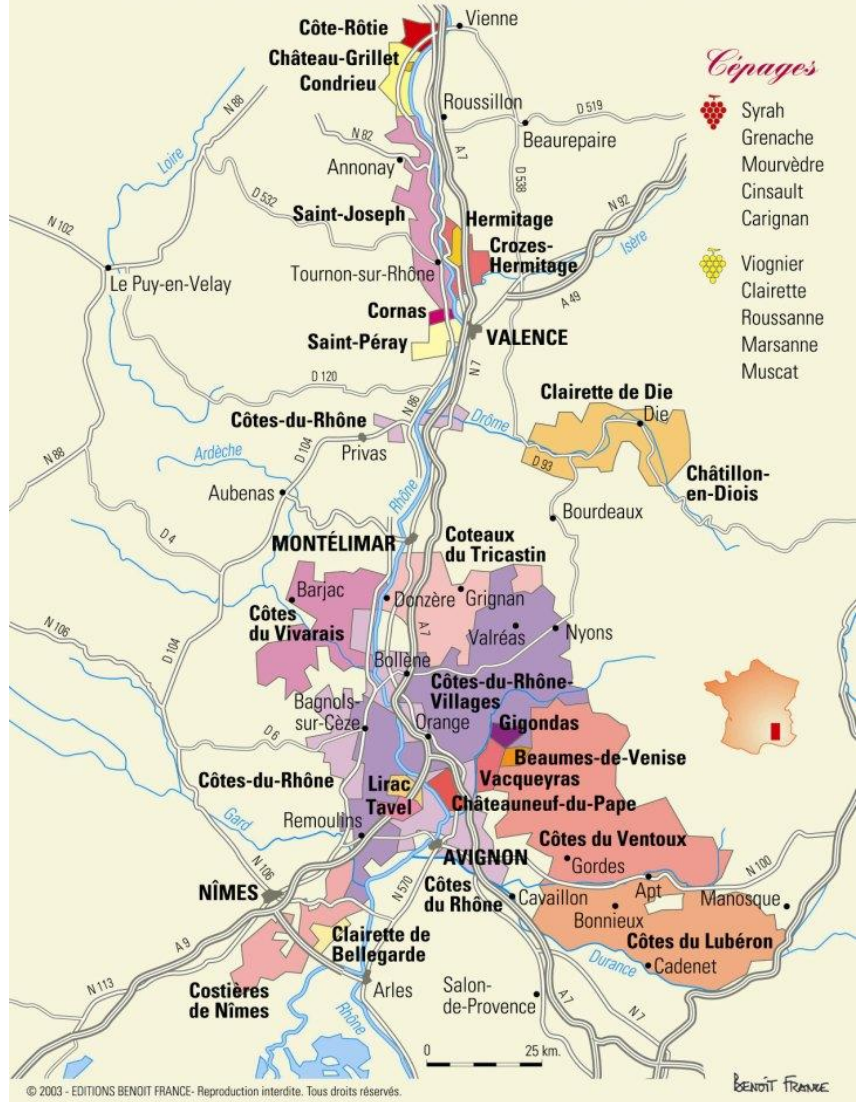 Côte-Rôtie
Vienne
Château-Grillet
Condrieu
Cépages
Syrah
Grenache
Mourvèdre
Cinsault
Carignan
Viognier
Clairette
Roussanne
Marsanne
Muscat
N 88
Loire
N 82
Roussillon
D 519
Beaurepaire
A 7
D 538
Annonay
D 532
N 102
Saint-Joseph
Hermitage
N 92
Isère
Crozes-
Hermitage
Le Puy-en-Velay
Tournon-sur-Rhône
A 49
Cornas
Saint-Péray
VALENCE
N 7
D 120
N 86
Clairette de Die
Die
Côtes-du-Rhône
Privas
Drôme
D 93
Châtillon-
en-Diois
N 88
Ardèche
D 104
Aubenas
Rhône
Bourdeaux
D 4
MONTÉLIMAR
Coteaux
du Tricastin
Barjac
Donzère
Grignan
Côtes
du Vivarais
A 7
Valréas
Nyons
N 106
D 104
Bollène
Côtes-du-Rhône-
Villages
Bagnols-
sur-Cèze
Orange
Gigondas
D 6
Beaumes-de-Venise
Vacqueyras
Côtes-du-Rhône
Lirac
Tavel
Châteauneuf-du-Pape
Gard
Remoulins
Côtes du Ventoux
AVIGNON
Gordes
N 100
N 106
NÎMES
N 570
Côtes
du Rhône
Cavaillon
Apt
Manosque
Bonnieux
Clairette de
Bellegarde
Côtes du Lubéron
A 9
Durance
Cadenet
N 113
Costières
de Nîmes
Arles
Salon-
de-Provence
A 7
N 7
Rhône
0
25 km.
© 2003 - EDITIONS BENOIT FRANCE- Reproduction interdite. Tous droits réservés.
BENOÎT FRANCE